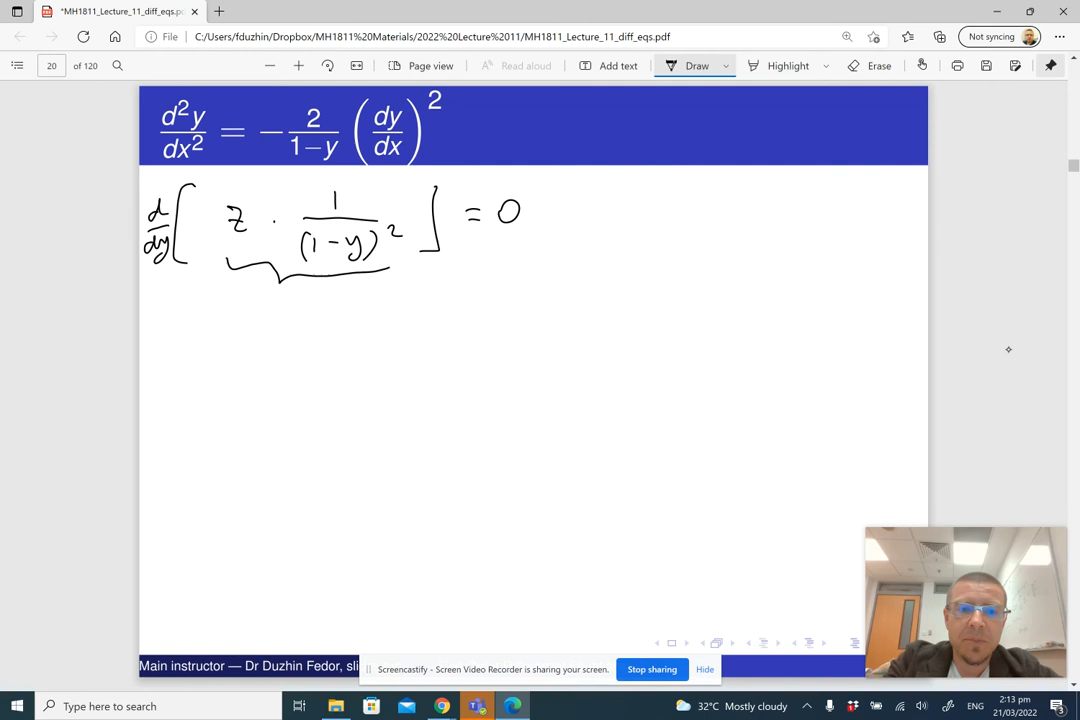 *MH1811_Lecture_11_diff_eqs.pd
File C:/Users/fduzhin/Dropbox/MH1811%20Materials/2022%20Lecture%2011/MH1811_Lecture_11_diff_eqs.pdf Not syncing
20 of 120 Page view Read aloud Add text Draw Highlight Erase
d²y/dx² = − 2/(1−y) (dy/dx)²
d/dy [ z · 1/(1-y)² ] = 0
Main instructor — Dr Duzhin Fedor, sli
Screencastify - Screen Video Recorder is sharing your screen. Stop sharing Hide
Type here to search 32°C Mostly cloudy ENG 2:13 pm
21/03/2022 3